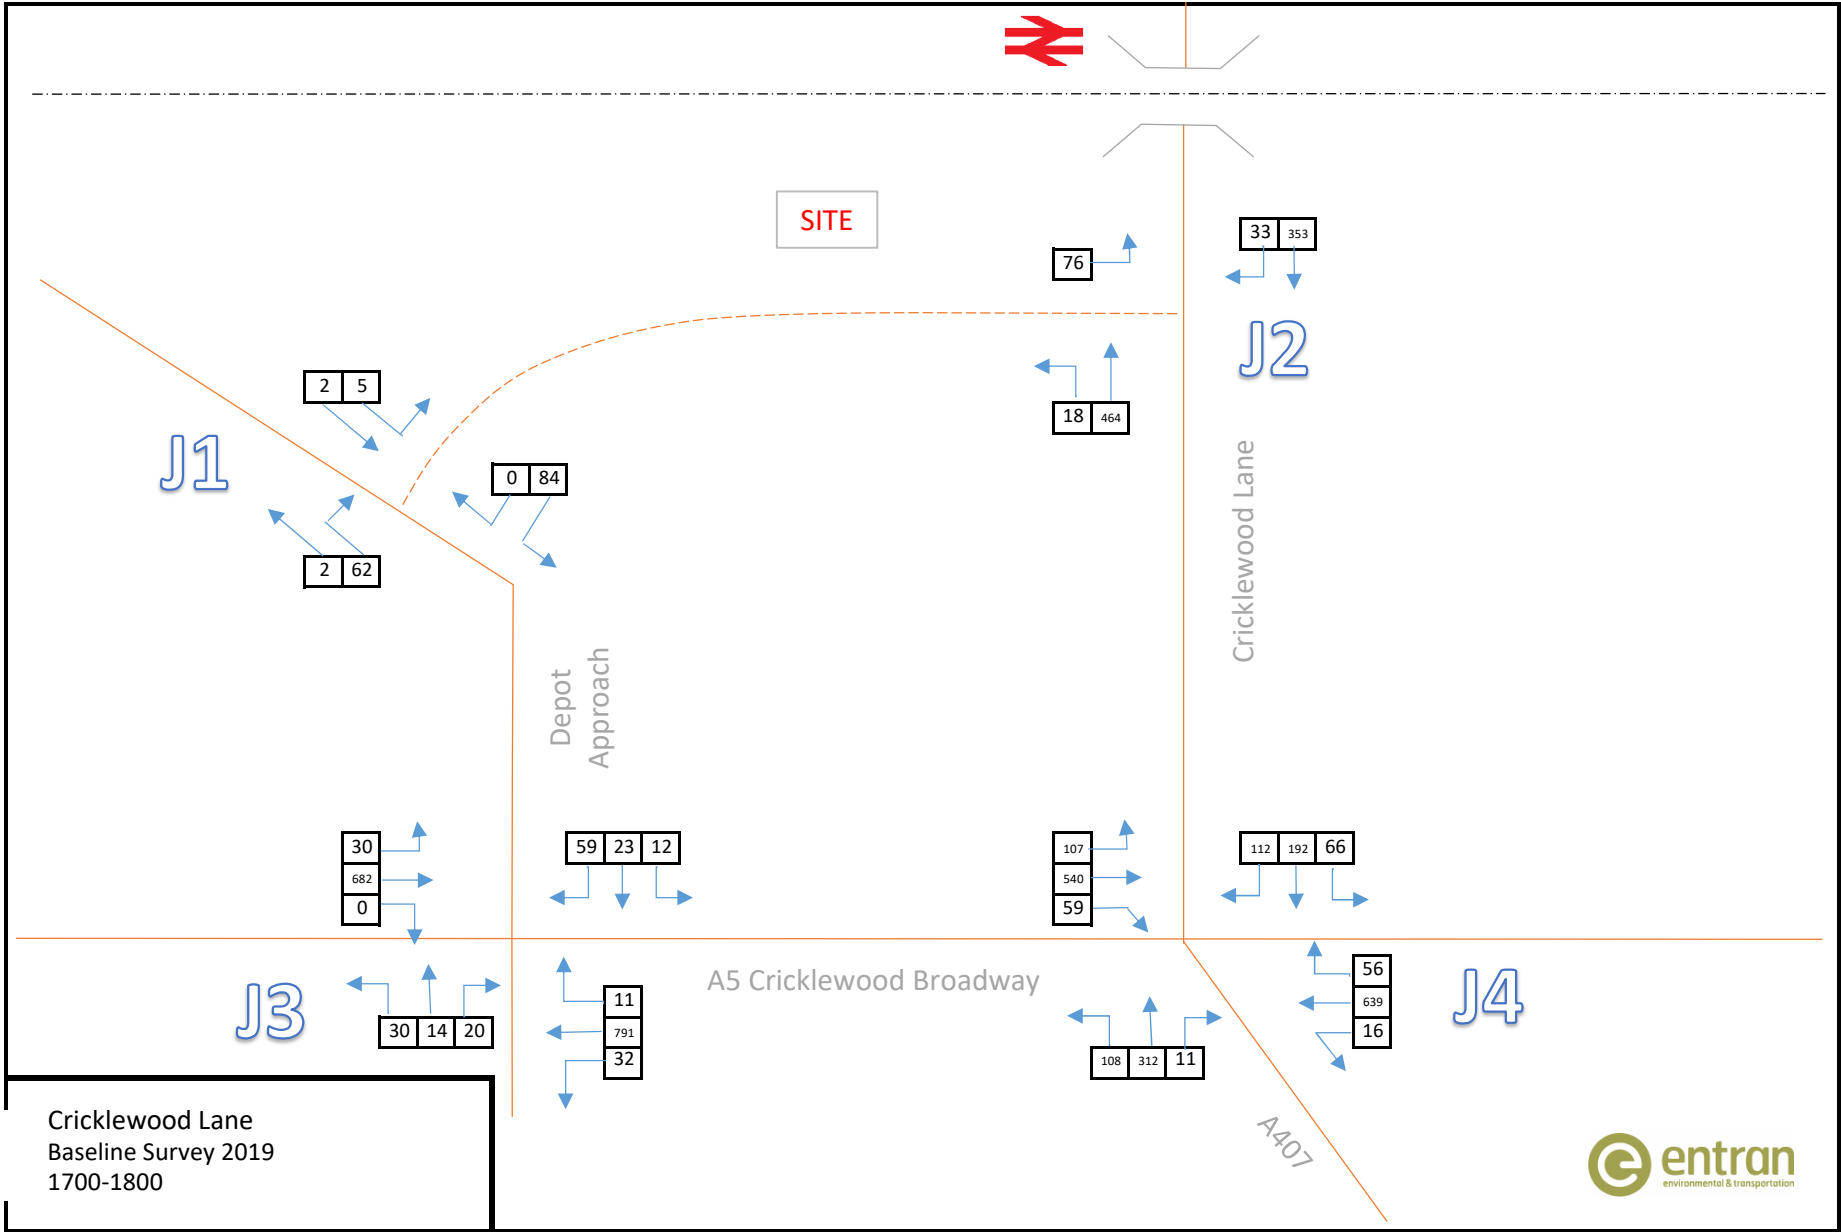 SITE
33 353
76
J2
2 5
18 464
J1
0 84
Cricklewood Lane
2 62
Depot
Approach
30
682
0
59 23 12
107
540
59
112 192 66
A5 Cricklewood Broadway
J3
30 14 20
11
791
32
108 312 11
56
639
16
J4
A407
Cricklewood Lane
Baseline Survey 2019
1700-1800
e entran
environmental & transportation